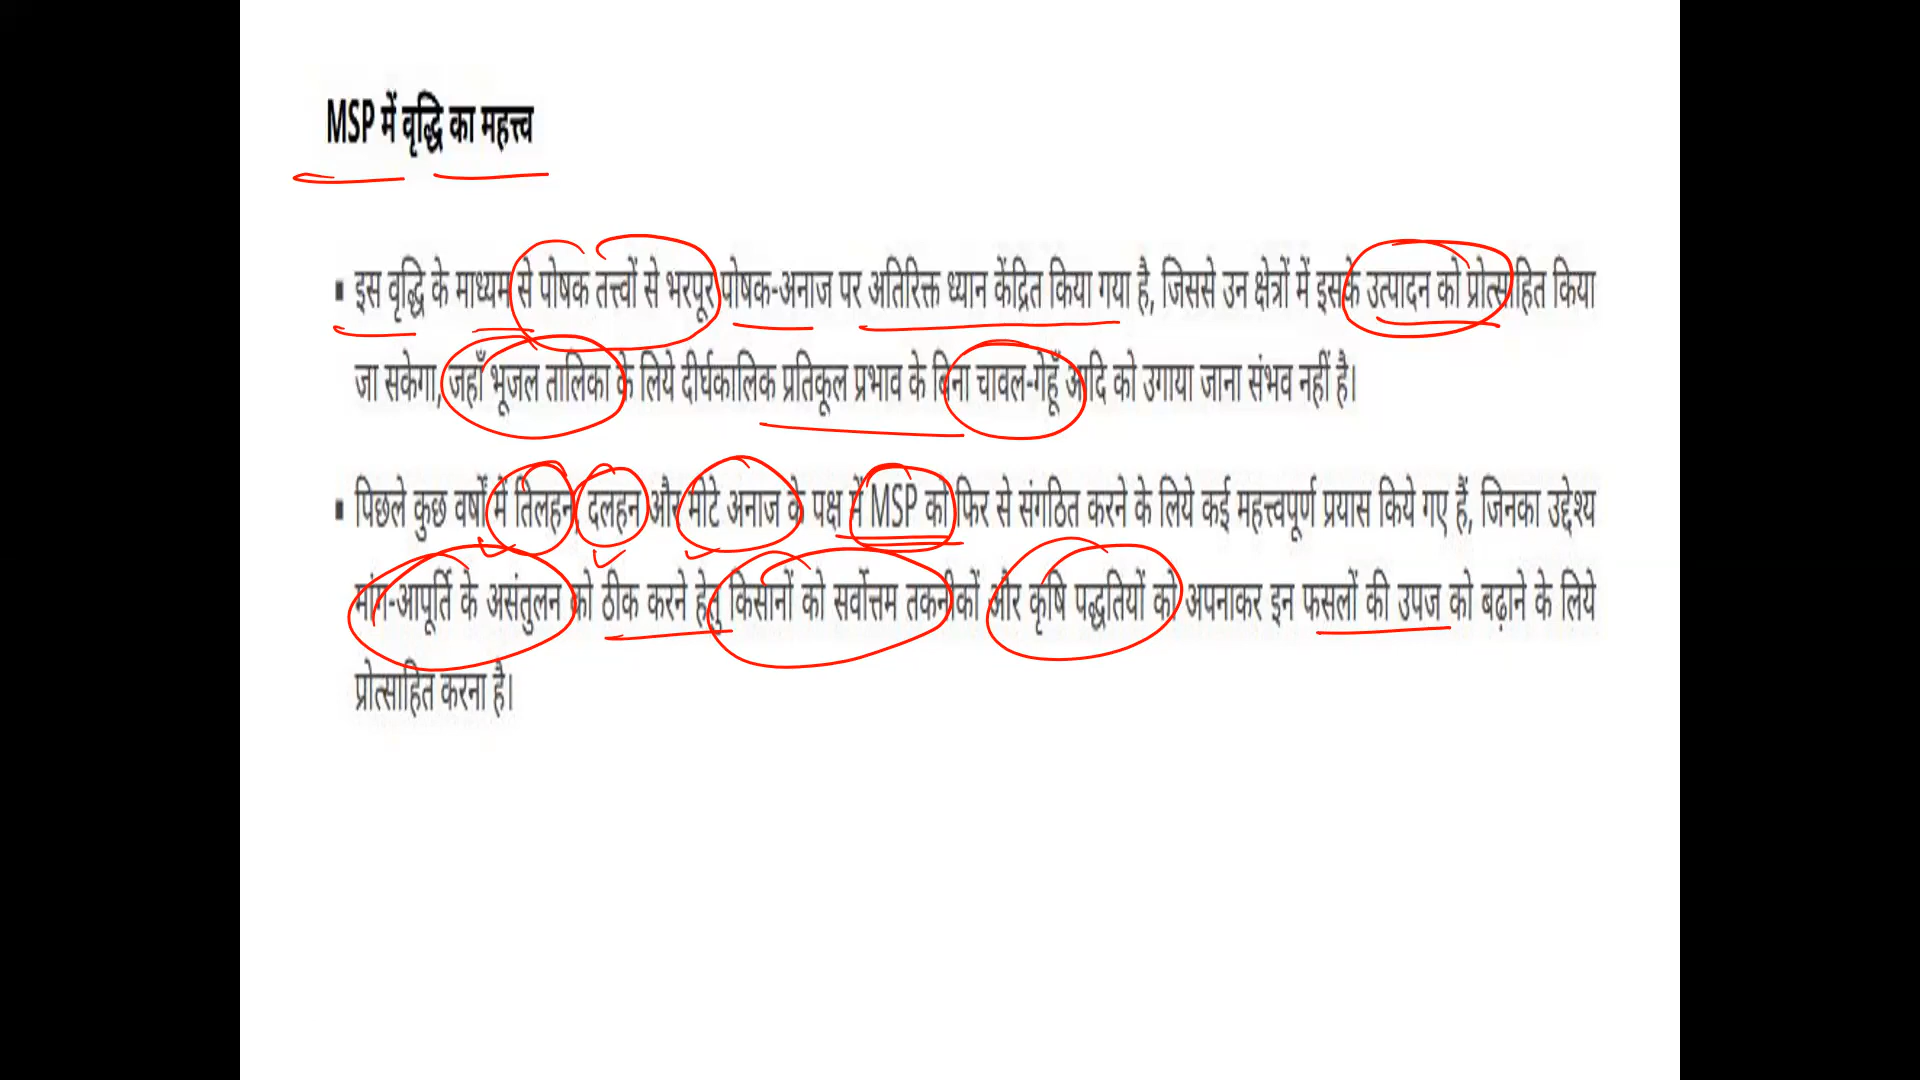 MSP में वृद्धि का महत्त्व
▪ इस वृद्धि के माध्यम से पोषक तत्त्वों से भरपूर पोषक-अनाज पर अतिरिक्त ध्यान केंद्रित किया गया है, जिससे उन क्षेत्रों में इसके उत्पादन को प्रोत्साहित किया
जा सकेगा, जहाँ भूजल तालिका के लिये दीर्घकालिक प्रतिकूल प्रभाव के बिना चावल-गेहूँ आदि को उगाया जाना संभव नहीं है।
▪ पिछले कुछ वर्षों में तिलहन, दलहन और मोटे अनाज के पक्ष में MSP को फिर से संगठित करने के लिये कई महत्त्वपूर्ण प्रयास किये गए हैं, जिनका उद्देश्य
मांग-आपूर्ति के असंतुलन को ठीक करने हेतु किसानों को सर्वोत्तम तकनीकों और कृषि पद्धतियों को अपनाकर इन फसलों की उपज को बढ़ाने के लिये
प्रोत्साहित करना है।